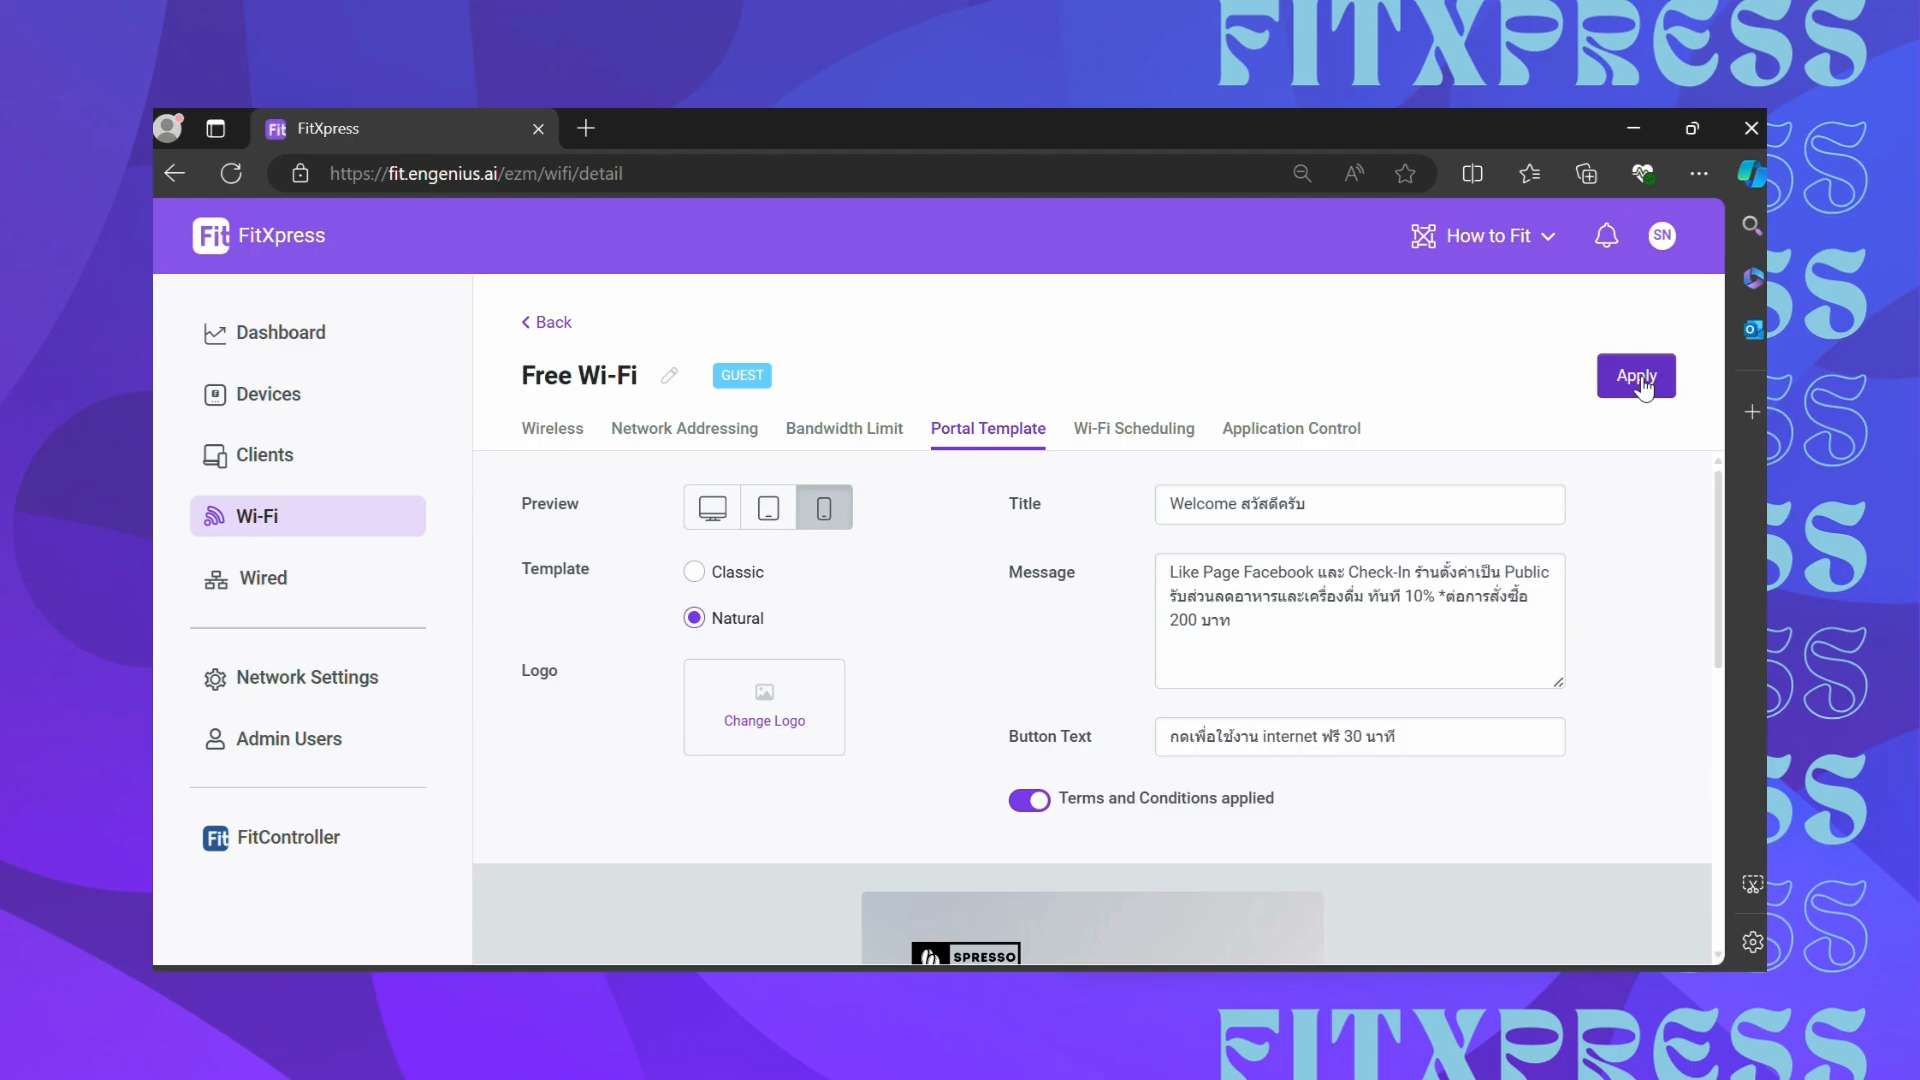 FITXPRESS
FitXpress
https://fit.engenius.ai/ezm/wifi/detail
Fit FitXpress
How to Fit
SN
Dashboard
Devices
Clients
Wi-Fi
Wired
Network Settings
Admin Users
Fit FitController
Back
Free Wi-Fi
GUEST
Apply
Wireless
Network Addressing
Bandwidth Limit
Portal Template
Wi-Fi Scheduling
Application Control
Preview
Template
Classic
Natural
Logo
Change Logo
Title
Welcome สวัสดีครับ
Message
Like Page Facebook และ Check-In ร้านตั้งค่าเป็น Public
รับส่วนลดอาหารและเครื่องดื่ม ทันที 10% *ต่อการสั่งซื้อ
200 บาท
Button Text
กดเพื่อใช้งาน internet ฟรี 30 นาที
Terms and Conditions applied
SPRESSO
FITXPRESS